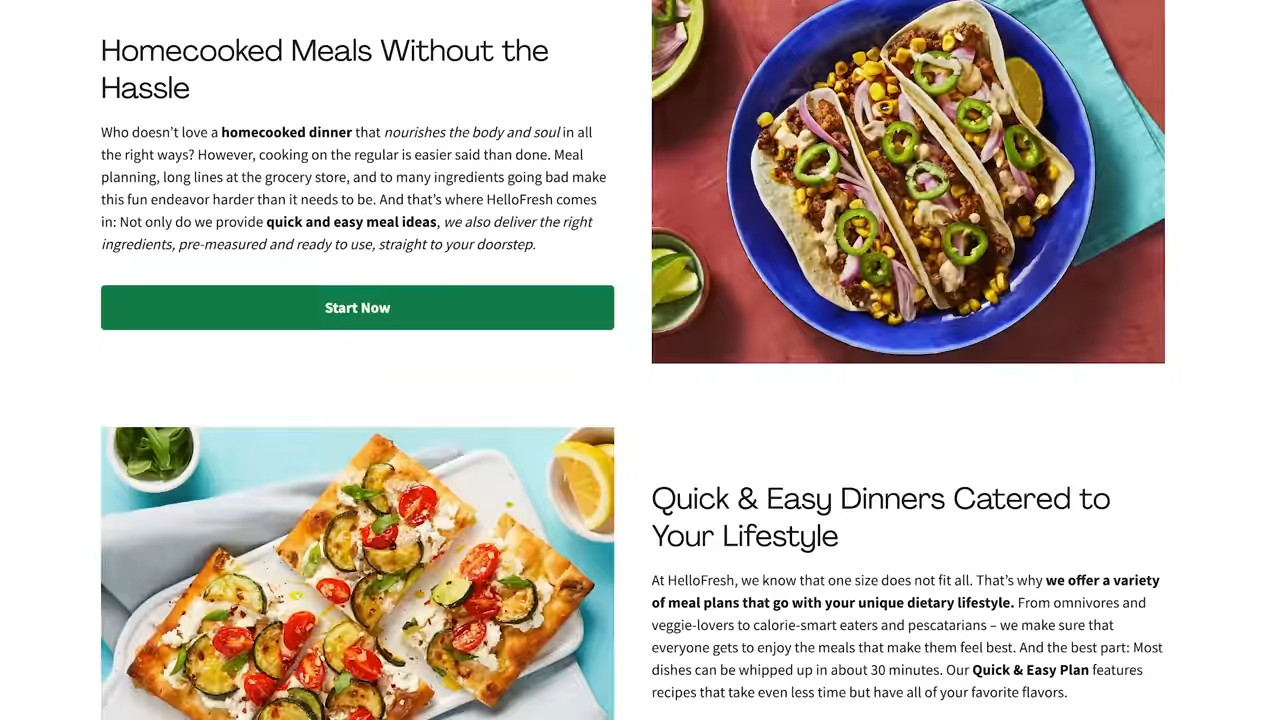 Homecooked Meals Without the
Hassle
Who doesn’t love a homecooked dinner that nourishes the body and soul in all
the right ways? However, cooking on the regular is easier said than done. Meal
planning, long lines at the grocery store, and to many ingredients going bad make
this fun endeavor harder than it needs to be. And that’s where HelloFresh comes
in: Not only do we provide quick and easy meal ideas, we also deliver the right
ingredients, pre-measured and ready to use, straight to your doorstep.
Start Now
Quick & Easy Dinners Catered to
Your Lifestyle
At HelloFresh, we know that one size does not fit all. That’s why we offer a variety
of meal plans that go with your unique dietary lifestyle. From omnivores and
veggie-lovers to calorie-smart eaters and pescatarians – we make sure that
everyone gets to enjoy the meals that make them feel best. And the best part: Most
dishes can be whipped up in about 30 minutes. Our Quick & Easy Plan features
recipes that take even less time but have all of your favorite flavors.